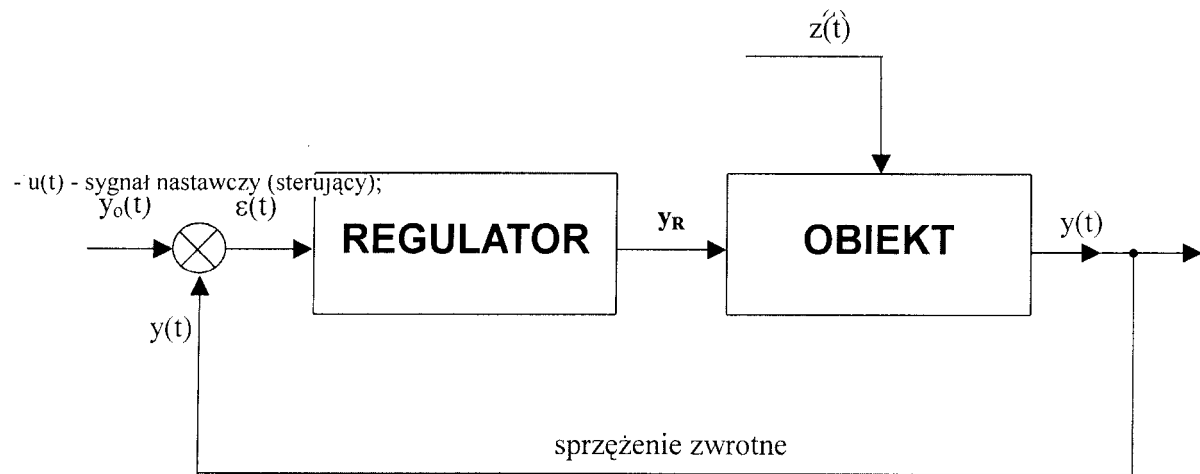 z(t)
- u(t) - sygnał nastawczy (sterujący);
y₀(t)
ε(t)
REGULATOR
y_R
OBIEKT
y(t)
y(t)
sprzężenie zwrotne